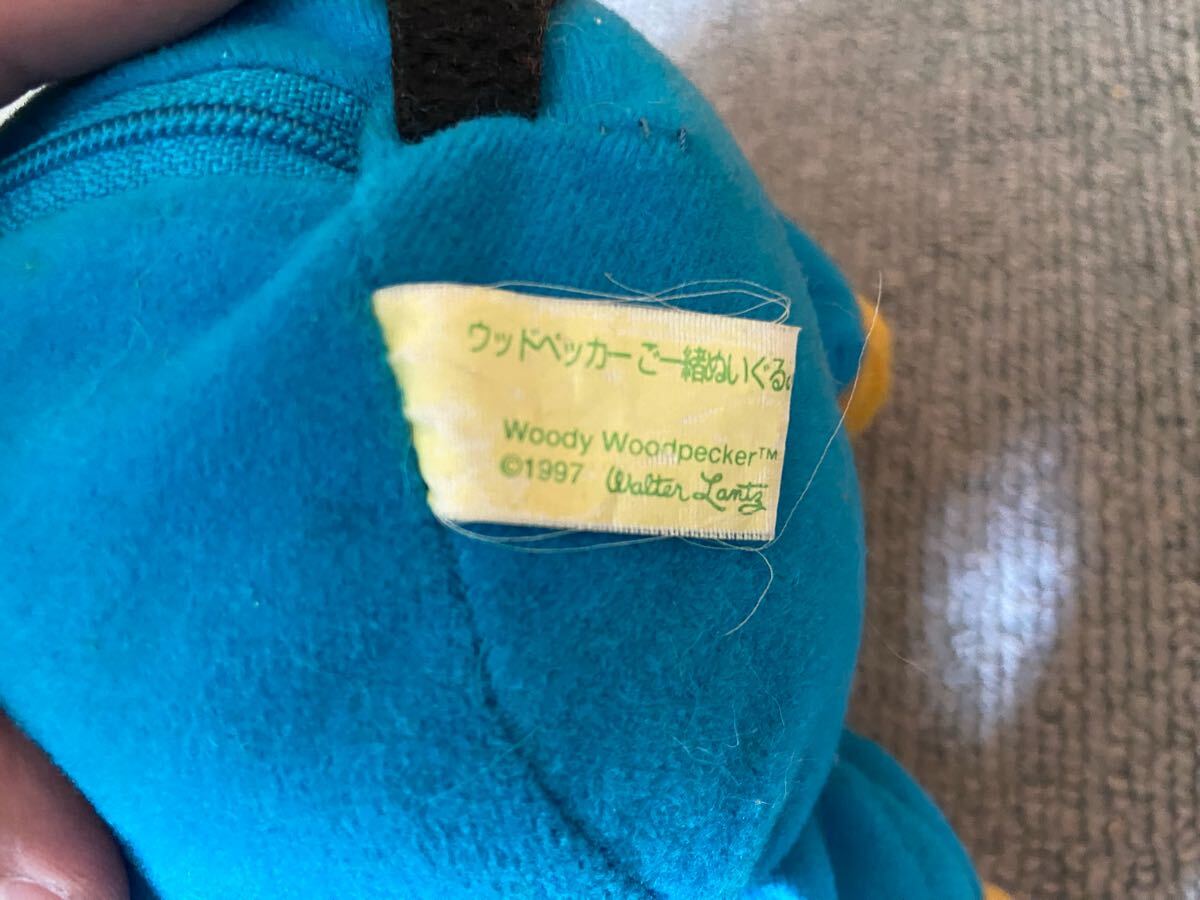 ウッドペッカーご一緒ぬいぐる
Woody Woodpecker™
©1997 Walter Lantz